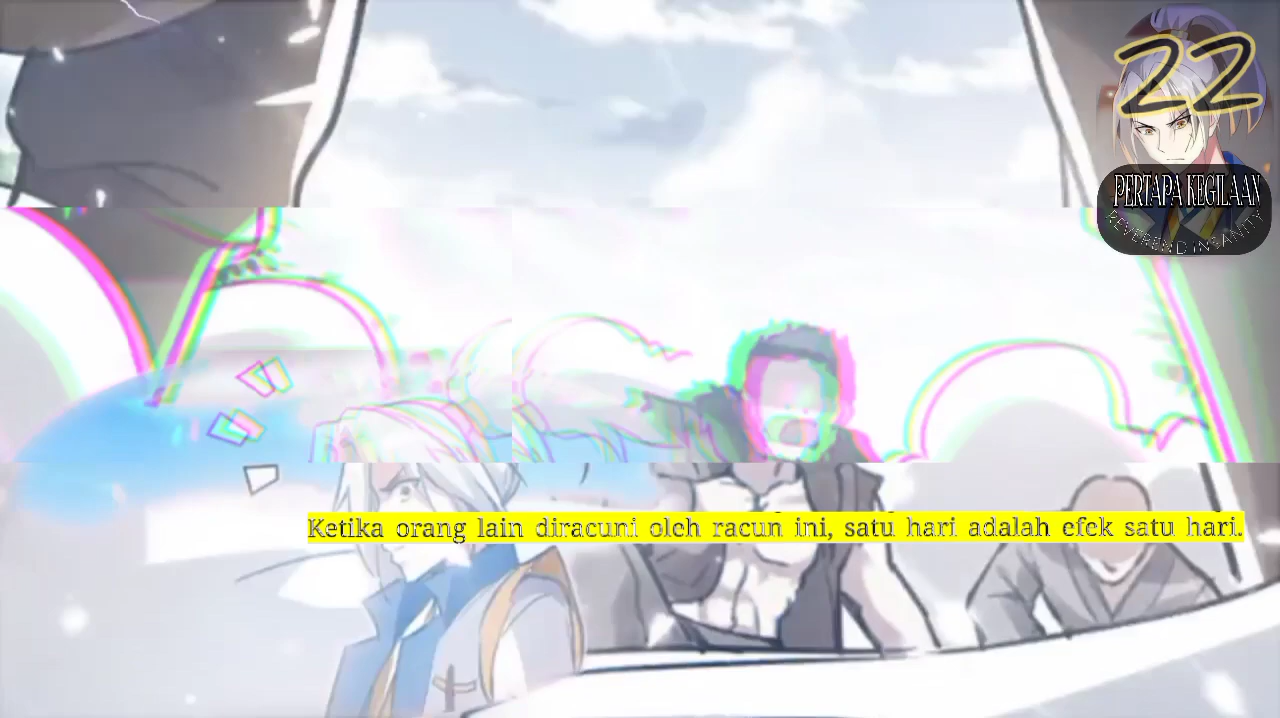 22
PERTAPA KEGILAAN
REVEREND INSANITY
Ketika orang lain diracuni oleh racun ini, satu hari adalah efek satu hari.